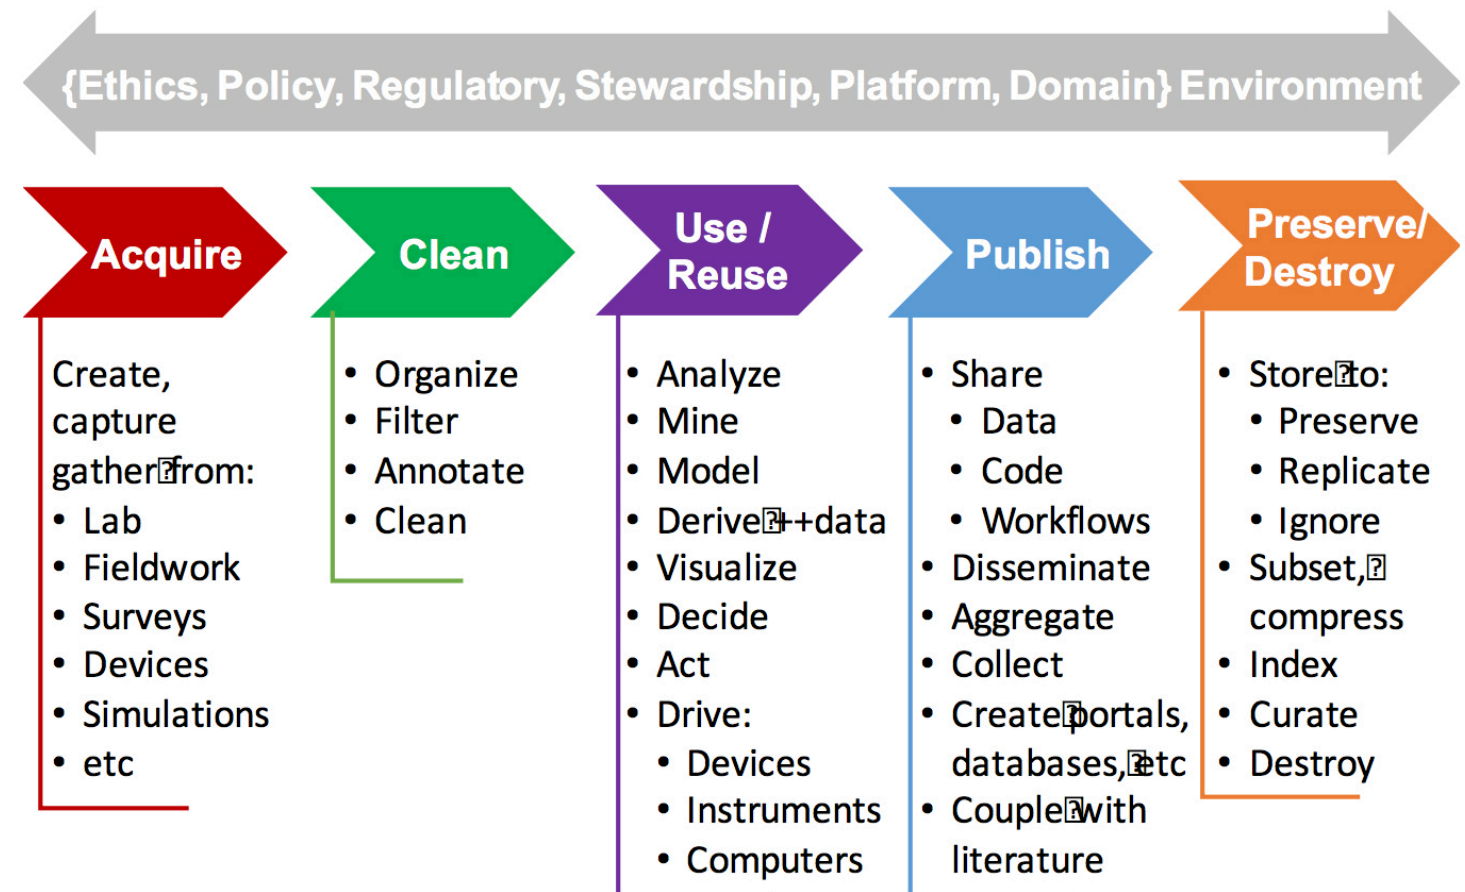 {Ethics, Policy, Regulatory, Stewardship, Platform, Domain} Environment
Acquire
Create,
capture
gather from:
• Lab
• Fieldwork
• Surveys
• Devices
• Simulations
• etc
Clean
• Organize
• Filter
• Annotate
• Clean
Use /
Reuse
• Analyze
• Mine
• Model
• Derive ++data
• Visualize
• Decide
• Act
• Drive:
• Devices
• Instruments
• Computers
Publish
• Share
• Data
• Code
• Workflows
• Disseminate
• Aggregate
• Collect
• Create portals,
databases, etc
• Couple with
literature
Preserve/
Destroy
• Store to:
• Preserve
• Replicate
• Ignore
• Subset,
compress
• Index
• Curate
• Destroy